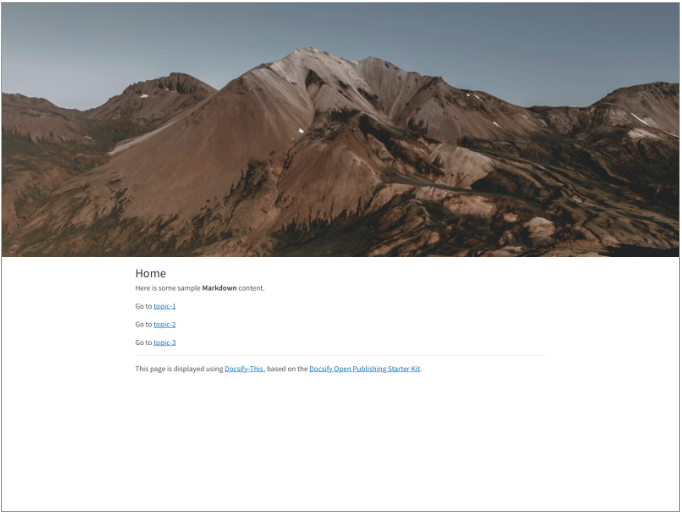 Home
Here is some sample Markdown content.
Go to topic-1
Go to topic-2
Go to topic-3
This page is displayed using Docsify-This, based on the Docsify Open Publishing Starter Kit.